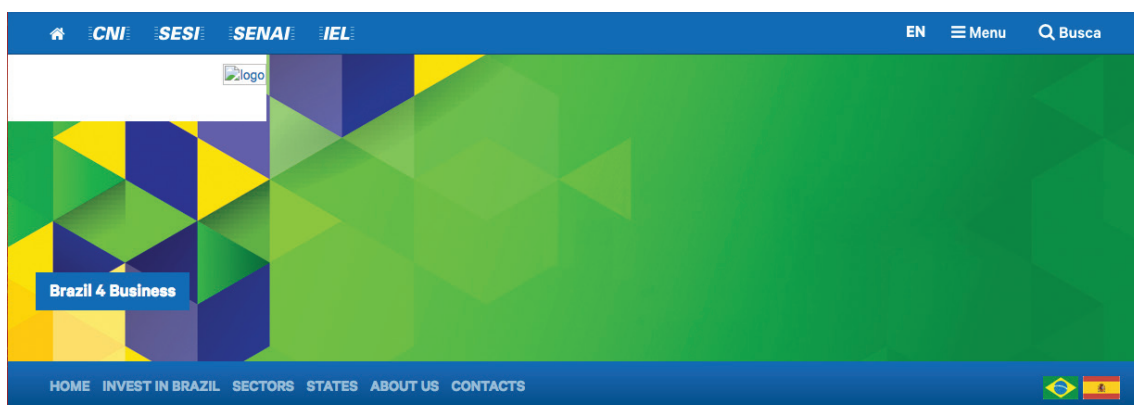 CNI SESI SENAI IEL EN Menu Busca
logo
Brazil 4 Business
HOME INVEST IN BRAZIL SECTORS STATES ABOUT US CONTACTS